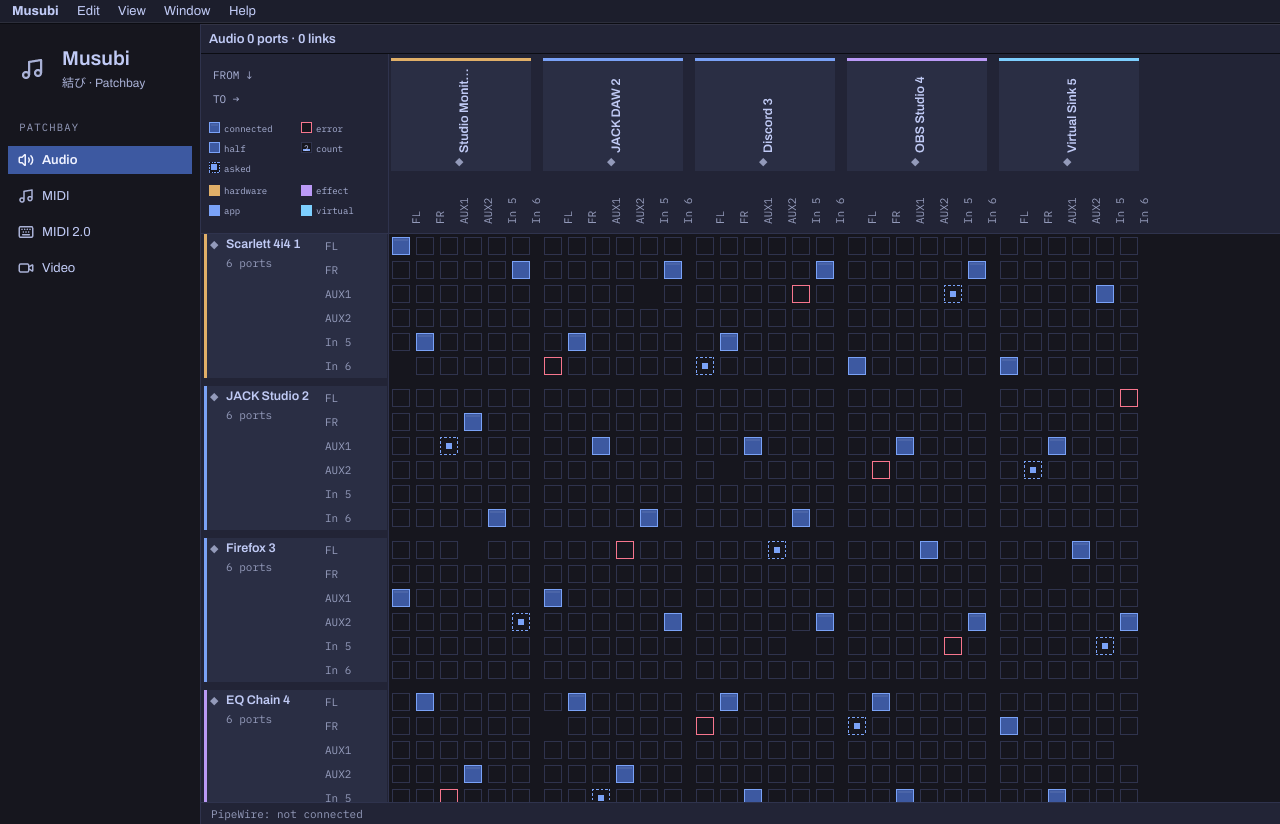 Musubi Edit View Window Help
Musubi
結び · Patchbay
PATCHBAY
Audio
MIDI
MIDI 2.0
Video
Audio 0 ports · 0 links
FROM ↓
TO →
connected error
half count
asked
hardware effect
app virtual
Studio Monit…
JACK DAW 2
Discord 3
OBS Studio 4
Virtual Sink 5
FL FR AUX1 AUX2 In 5 In 6
FL FR AUX1 AUX2 In 5 In 6
FL FR AUX1 AUX2 In 5 In 6
FL FR AUX1 AUX2 In 5 In 6
FL FR AUX1 AUX2 In 5 In 6
Scarlett 4i4 1
6 ports
FL
FR
AUX1
AUX2
In 5
In 6
JACK Studio 2
6 ports
FL
FR
AUX1
AUX2
In 5
In 6
Firefox 3
6 ports
FL
FR
AUX1
AUX2
In 5
In 6
EQ Chain 4
6 ports
FL
FR
AUX1
AUX2
In 5
PipeWire: not connected